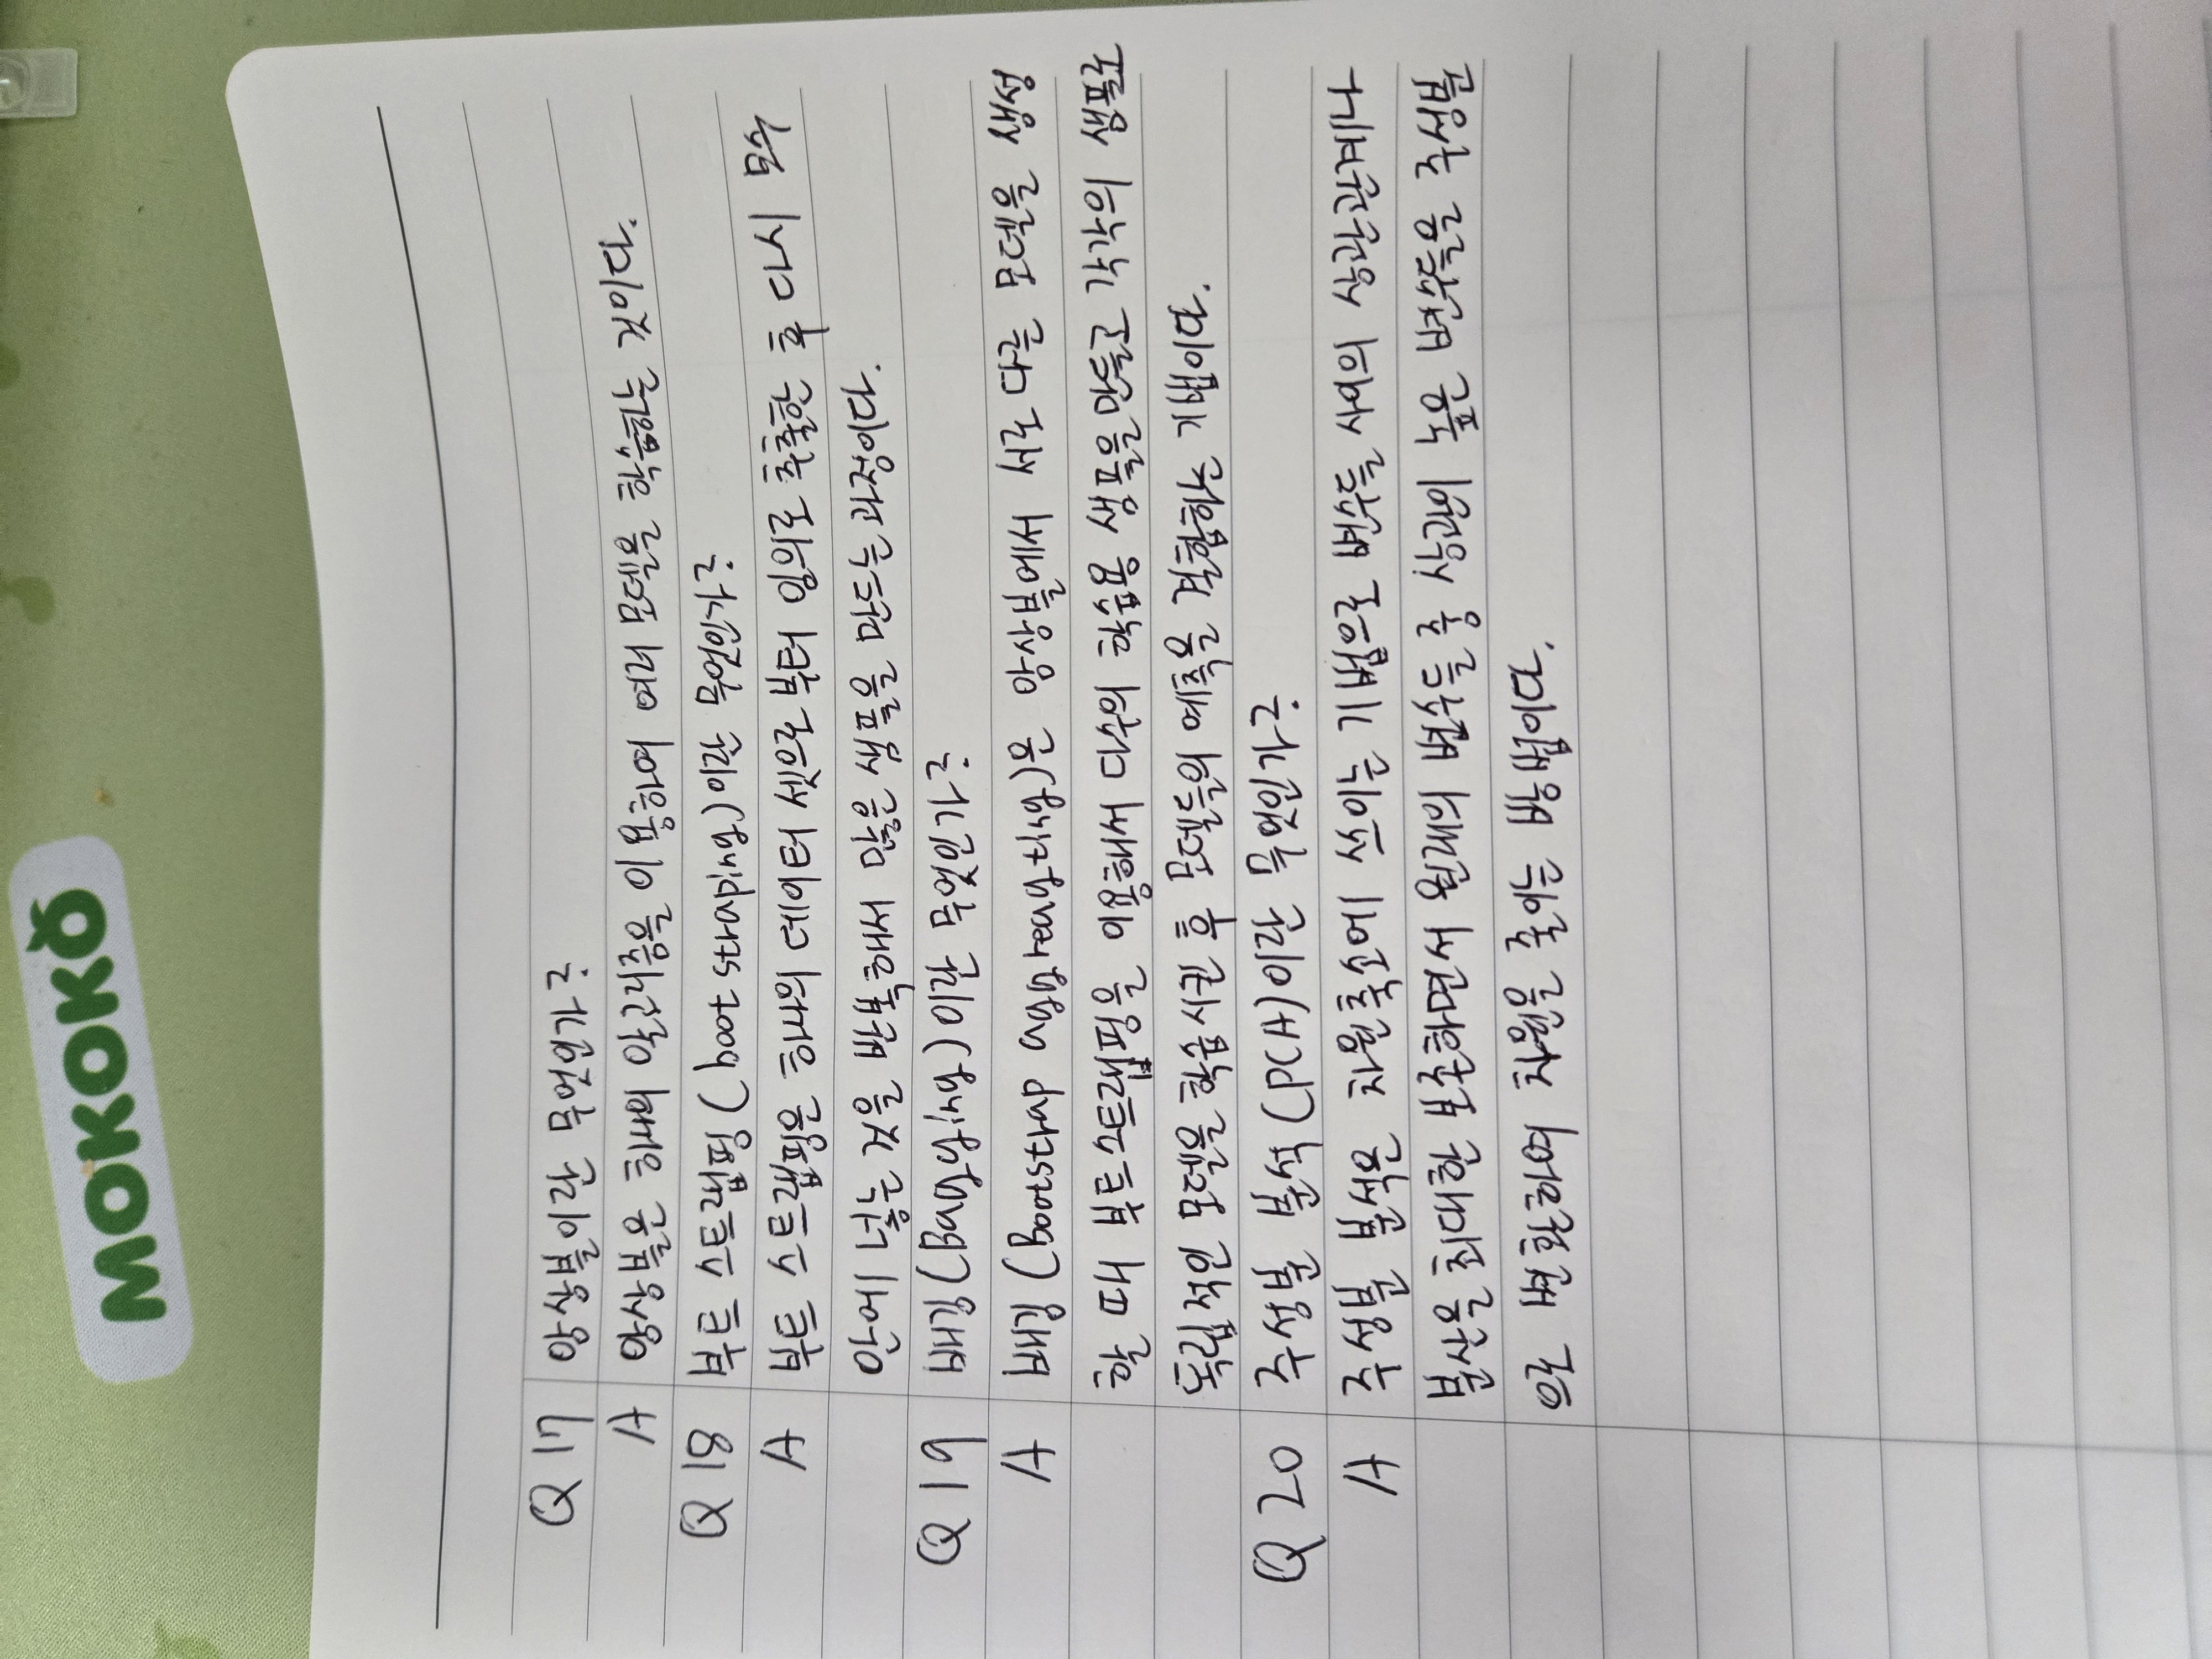 MOKOKO
Q 17 앙상블이란 무엇인가?
A 앙상블은 하나의 알고리즘을 이용하여 여러 모델을 학습하는 것이다.
Q 18 부트 스트랩핑 (boot straping)이란 무엇인가?
A 부트 스트랩핑은 하나의 데이터 셋으로 부터 임의로 추출한 후 다시 모수
안에 넣는 것을 반복해서 많은 샘플을 만드는 과정이다.
Q 19 배깅(Bagging)이란 무엇인가?
A 배깅 (Bootstrap aggreagting)은 앙상블에서 서로 다른 모델을 생성
할 때 부트스트랩핑을 이용해서 다수의 학습용 샘플을 만들고 각각의 샘플로
독립적인 모델을 학습시킨 후 모델들의 예측을 결합하는 기법이다.
Q 20 주성분 분석(PCA)이란 무엇인가?
A 주성분 분석은 차원축소에 쓰이는 기법으로 변수들 사이의 상관관계나
분산을 최대한 보존하면서 원래의 변수들 중 상관이 높은 변수들을 주성분
으로 변환하여 차원을 줄이는 방법이다.